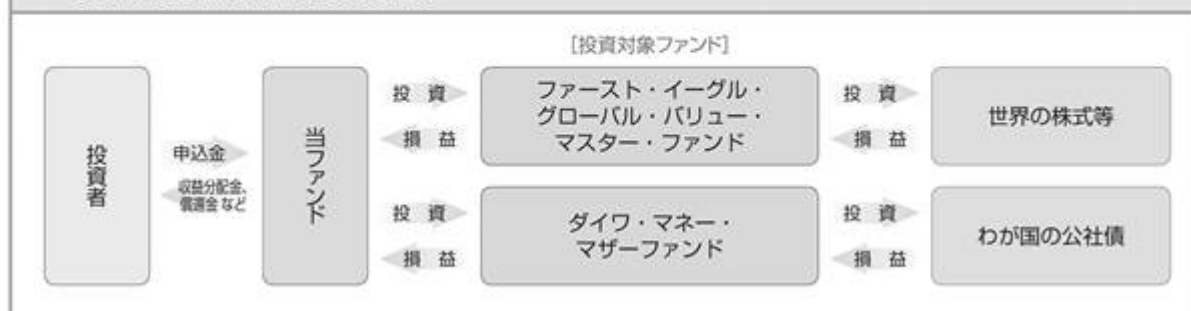 [投資対象ファンド]
投資者
申込金
収益分配金、
償還金など
当ファンド
投 資
損 益
ファースト・イーグル・
グローバル・バリュー・
マスター・ファンド
投 資
損 益
世界の株式等
投 資
損 益
ダイワ・マネー・
マザーファンド
投 資
損 益
わが国の公社債